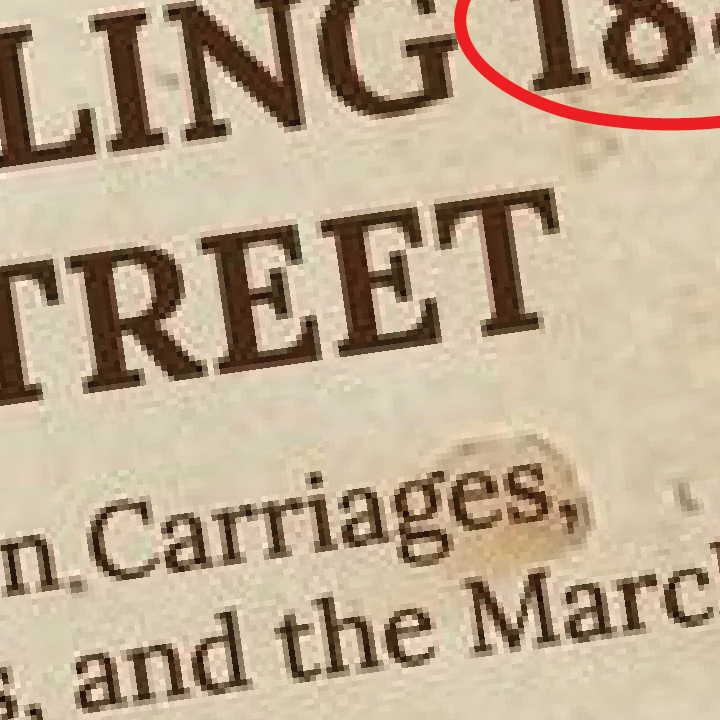 LING 18
TREET
n Carriages,
, and the Marc